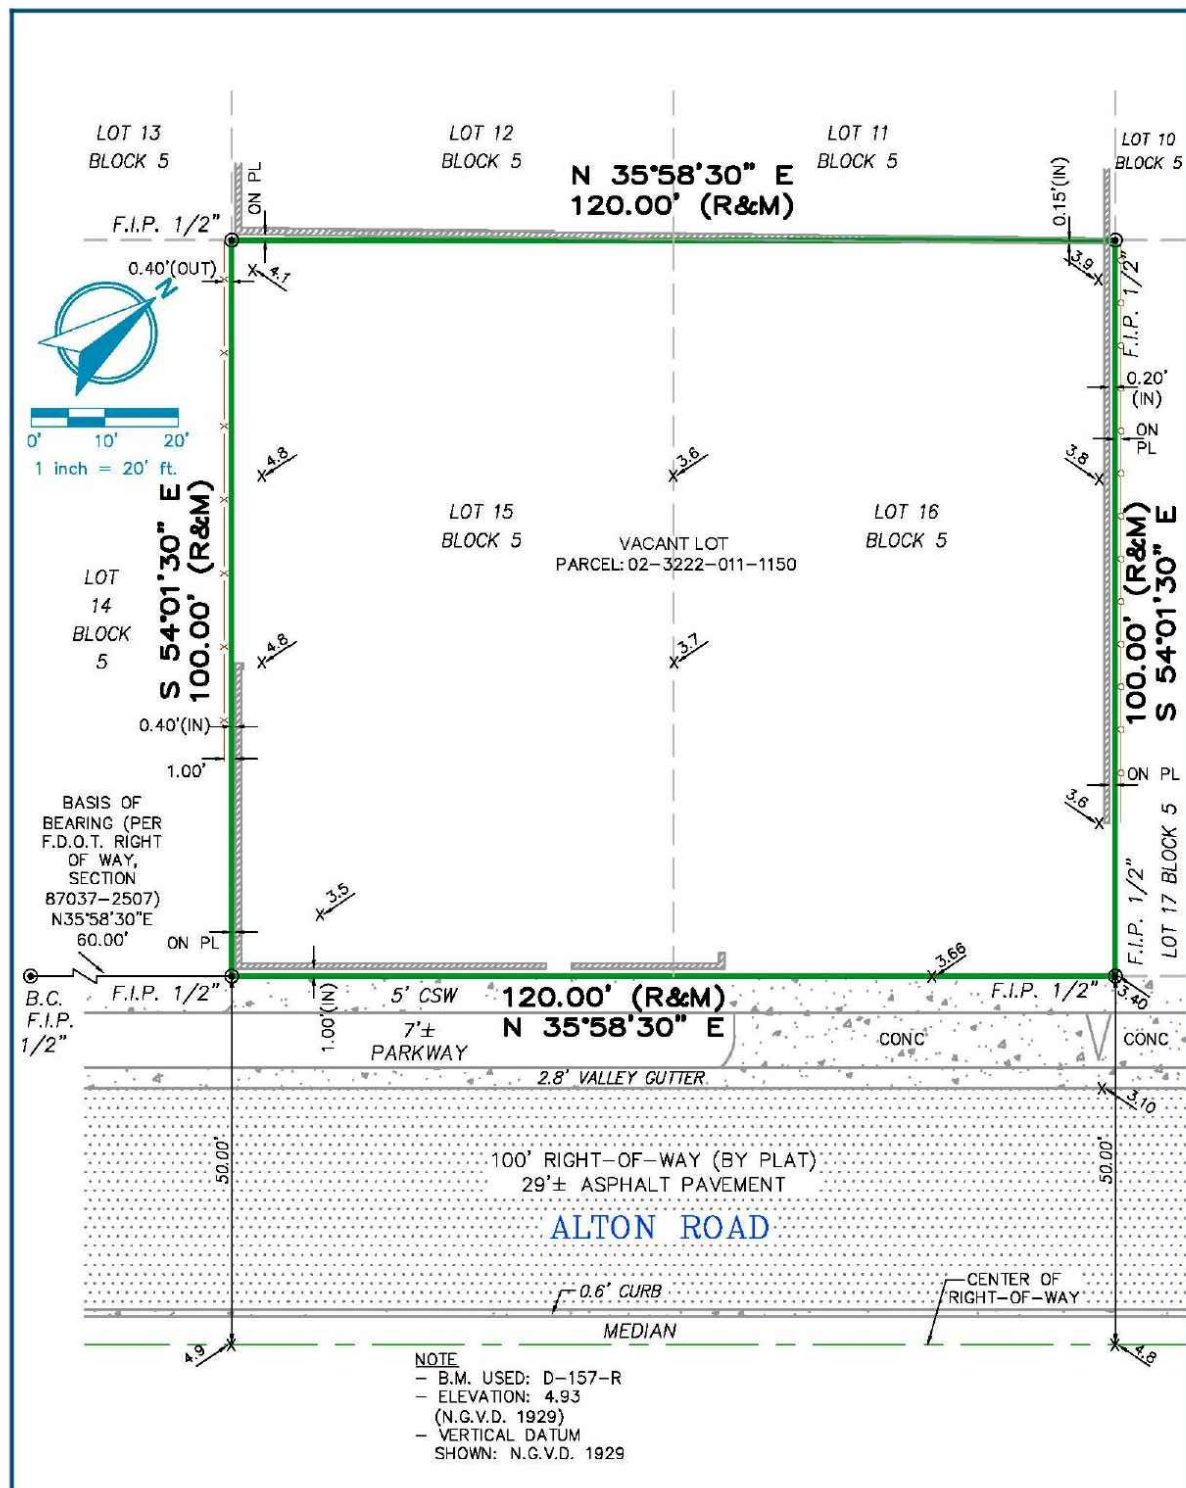 LOT 13
BLOCK 5
LOT 12
BLOCK 5
LOT 11
BLOCK 5
LOT 10
BLOCK 5
ON PL
N 35°58'30" E
120.00' (R&M)
0.15'(IN)
F.I.P. 1/2"
0.40'(OUT)
4.1
3.9
F.I.P. 1/2"
N
0' 10' 20'
1 inch = 20' ft.
0.20'
(IN)
ON
PL
4.8
3.6
3.8
S 54°01'30" E
100.00' (R&M)
LOT 15
BLOCK 5
LOT 16
BLOCK 5
VACANT LOT
PARCEL: 02-3222-011-1150
100.00' (R&M)
S 54°01'30" E
LOT
14
BLOCK
5
4.8
3.7
0.40'(IN)
1.00'
ON PL
3.6
BASIS OF
BEARING (PER
F.D.O.T. RIGHT
OF WAY,
SECTION
87037-2507)
N35°58'30"E
60.00'
ON PL
3.5
F.I.P. 1/2"
LOT 17 BLOCK 5
3.66
B.C.
F.I.P.
1/2"
F.I.P. 1/2"
1.00'(IN)
5' CSW
120.00' (R&M)
N 35°58'30" E
F.I.P. 1/2"
3.40
7'±
PARKWAY
CONC
CONC
2.8' VALLEY GUTTER
3.10
50.00'
50.00'
100' RIGHT-OF-WAY (BY PLAT)
29'± ASPHALT PAVEMENT
ALTON ROAD
0.6' CURB
CENTER OF
RIGHT-OF-WAY
MEDIAN
4.9
4.8
NOTE
- B.M. USED: D-157-R
- ELEVATION: 4.93
(N.G.V.D. 1929)
- VERTICAL DATUM
SHOWN: N.G.V.D. 1929